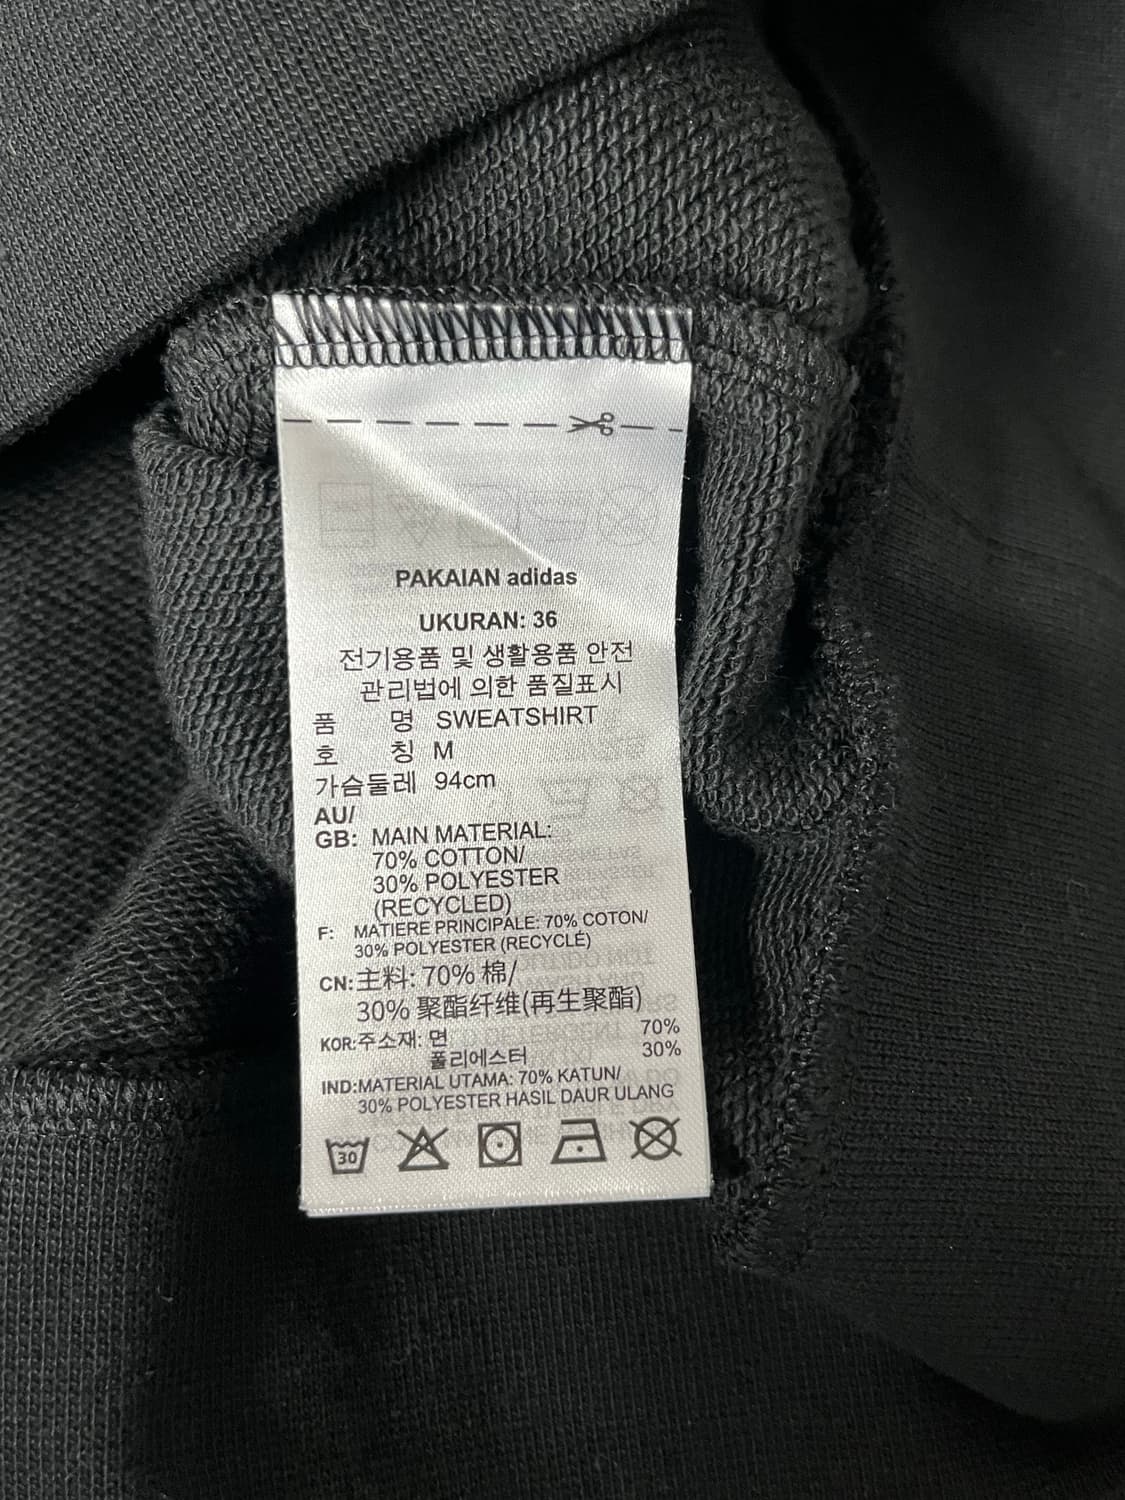 PAKAIAN adidas
UKURAN: 36
전기용품 및 생활용품 안전
관리법에 의한 품질표시
품 명 SWEATSHIRT
호 칭 M
가슴둘레 94cm
AU/
GB: MAIN MATERIAL:
70% COTTON/
30% POLYESTER
(RECYCLED)
F: MATIERE PRINCIPALE: 70% COTON/
30% POLYESTER (RECYCLÉ)
CN: 主料: 70% 棉/
30% 聚酯纤维(再生聚酯)
KOR: 주소재: 면 70%
폴리에스터 30%
IND: MATERIAL UTAMA: 70% KATUN/
30% POLYESTER HASIL DAUR ULANG
30